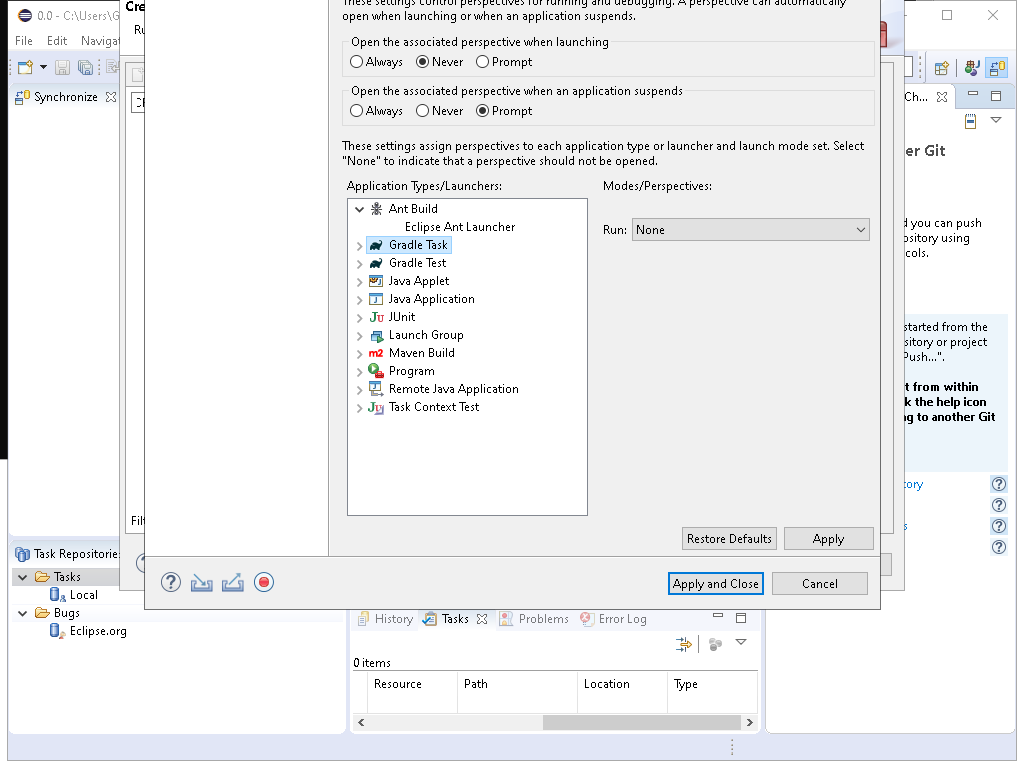 0.0 - C:\Users\G
Cre
File Edit Naviga
Ru
These settings control perspectives for running and debugging. A perspective can automatically
open when launching or when an application suspends.
Open the associated perspective when launching
Always Never Prompt
Open the associated perspective when an application suspends
Always Never Prompt
These settings assign perspectives to each application type or launcher and launch mode set. Select
"None" to indicate that a perspective should not be opened.
Application Types/Launchers:
Modes/Perspectives:
Ant Build
Eclipse Ant Launcher
Gradle Task
Gradle Test
Java Applet
Java Application
JUnit
Launch Group
Maven Build
Program
Remote Java Application
Task Context Test
Run: None
Restore Defaults Apply
Apply and Close Cancel
Synchronize
Filt
Ch...
er Git
d you can push
ository using
cols.
started from the
sitory or project
Push...".
t from within
k the help icon
ng to another Git
ory
s
Task Repositorie
Tasks
Local
Bugs
Eclipse.org
History Tasks Problems Error Log
0 items
Resource Path Location Type